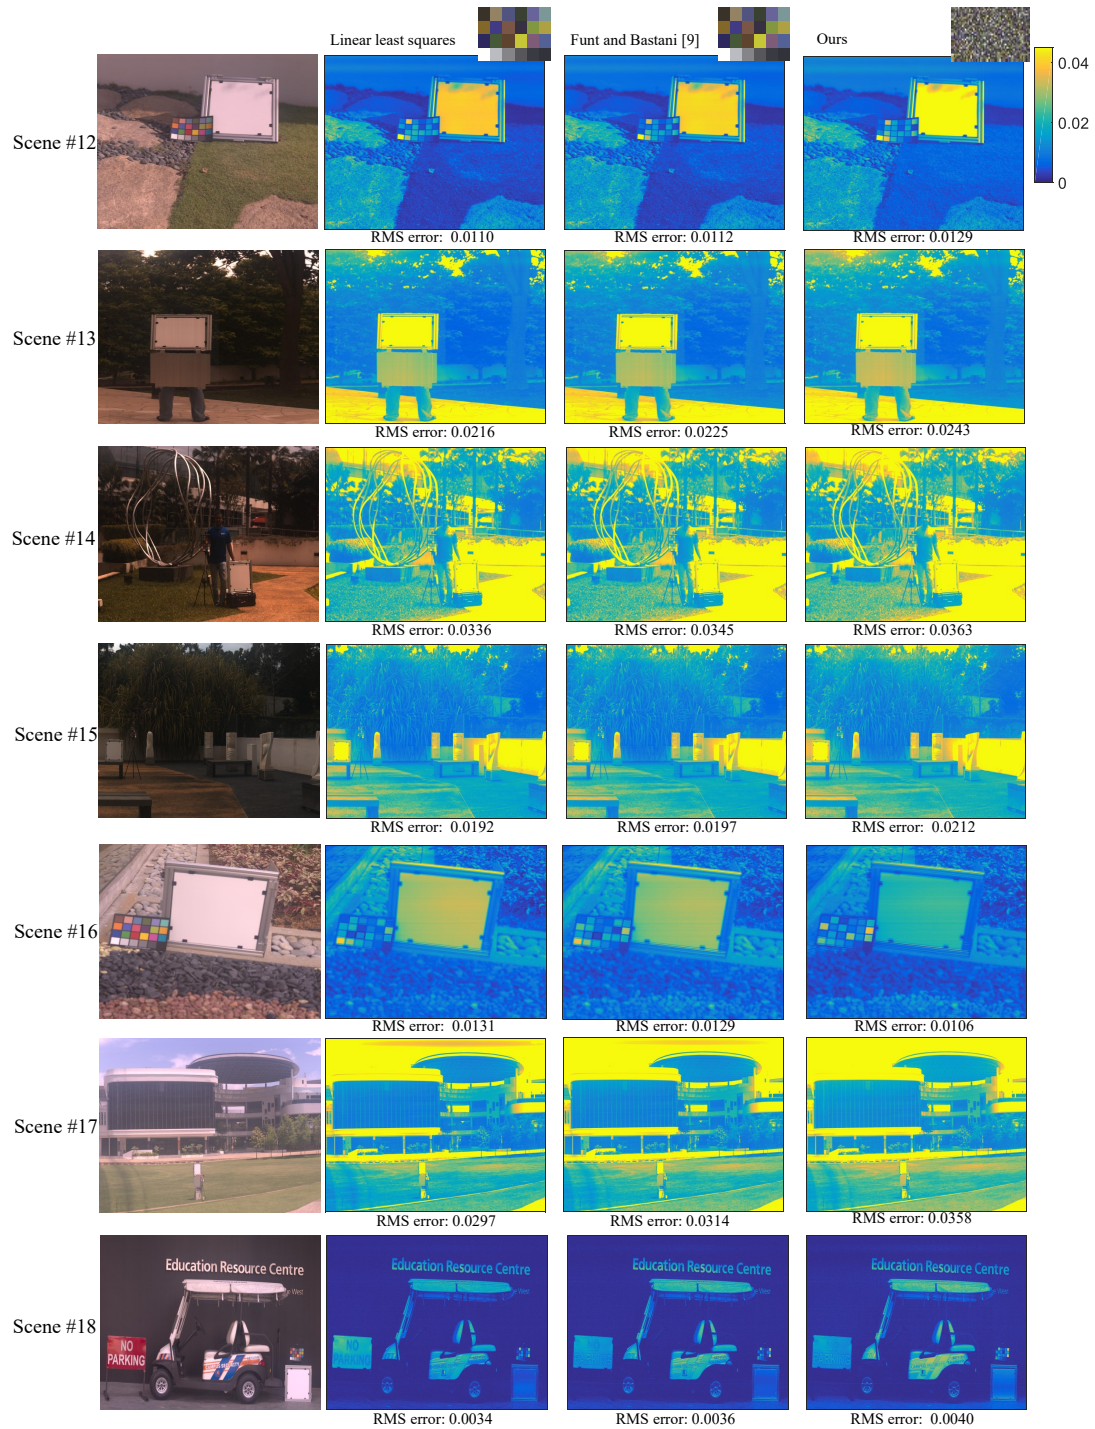 Linear least squares
Funt and Bastani [9]
Ours
0.04
0.02
0
Scene #12
RMS error: 0.0110
RMS error: 0.0112
RMS error: 0.0129
Scene #13
RMS error: 0.0216
RMS error: 0.0225
RMS error: 0.0243
Scene #14
RMS error: 0.0336
RMS error: 0.0345
RMS error: 0.0363
Scene #15
RMS error: 0.0192
RMS error: 0.0197
RMS error: 0.0212
Scene #16
RMS error: 0.0131
RMS error: 0.0129
RMS error: 0.0106
Scene #17
RMS error: 0.0297
RMS error: 0.0314
RMS error: 0.0358
Scene #18
Education Resource Centre
West
NO
PARKING
Education Resource Centre
West
NO
PARKING
Education Resource Centre
West
Education Resource Centre
West
RMS error: 0.0034
RMS error: 0.0036
RMS error: 0.0040